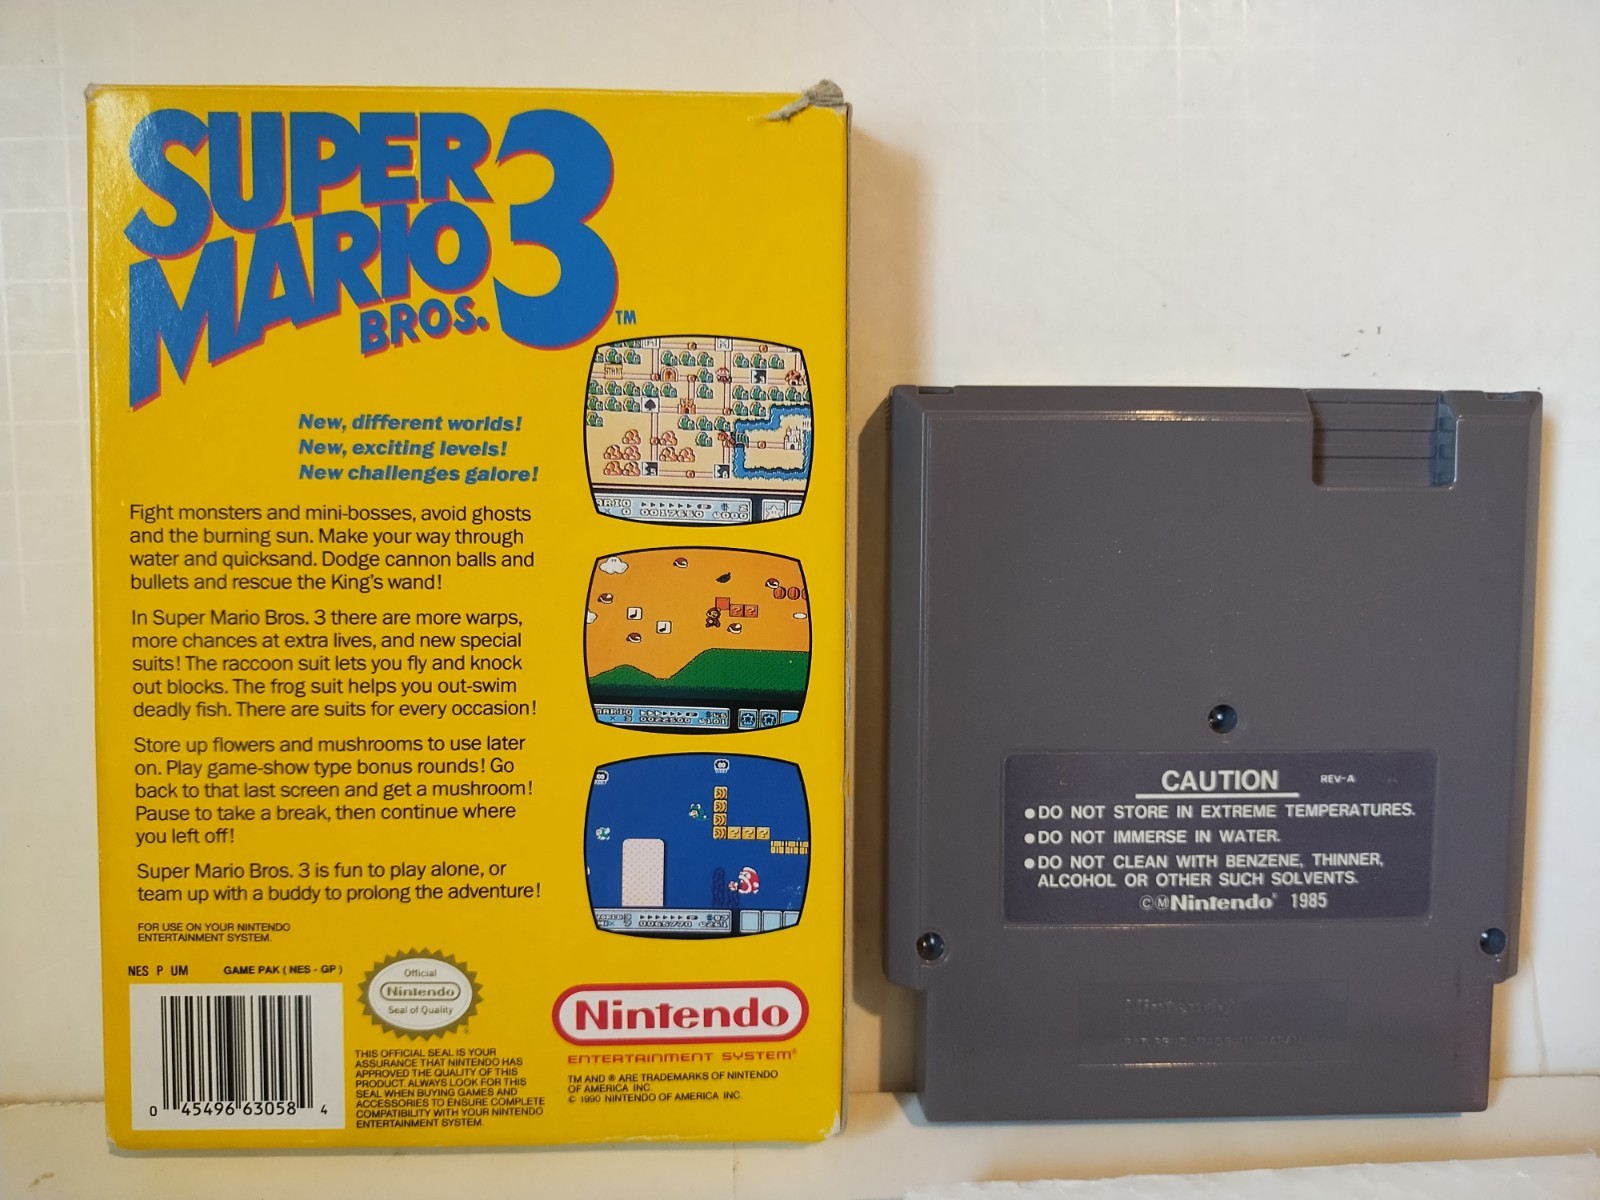 SUPER
MARIO
BROS. 3 TM
New, different worlds!
New, exciting levels!
New challenges galore!
Fight monsters and mini-bosses, avoid ghosts
and the burning sun. Make your way through
water and quicksand. Dodge cannon balls and
bullets and rescue the King's wand!
In Super Mario Bros. 3 there are more warps,
more chances at extra lives, and new special
suits! The raccoon suit lets you fly and knock
out blocks. The frog suit helps you out-swim
deadly fish. There are suits for every occasion!
Store up flowers and mushrooms to use later
on. Play game-show type bonus rounds! Go
back to that last screen and get a mushroom!
Pause to take a break, then continue where
you left off!
Super Mario Bros. 3 is fun to play alone, or
team up with a buddy to prolong the adventure!
FOR USE ON YOUR NINTENDO
ENTERTAINMENT SYSTEM.
NES P UM GAME PAK (NES-GP)
0 45496 63058 4
Official
Nintendo
Seal of Quality
THIS OFFICIAL SEAL IS YOUR
ASSURANCE THAT NINTENDO HAS
APPROVED THE QUALITY OF THIS
PRODUCT. ALWAYS LOOK FOR THIS
SEAL WHEN BUYING GAMES AND
ACCESSORIES TO ENSURE COMPLETE
COMPATIBILITY WITH YOUR NINTENDO
ENTERTAINMENT SYSTEM.
START
Nintendo®
ENTERTAINMENT SYSTEM®
TM AND ® ARE TRADEMARKS OF NINTENDO
OF AMERICA INC.
© 1990 NINTENDO OF AMERICA INC.
CAUTION REV-A
●DO NOT STORE IN EXTREME TEMPERATURES.
●DO NOT IMMERSE IN WATER.
●DO NOT CLEAN WITH BENZENE, THINNER,
ALCOHOL OR OTHER SUCH SOLVENTS.
©ⓂNintendo® 1985
Nintendo
MADE IN JAPAN